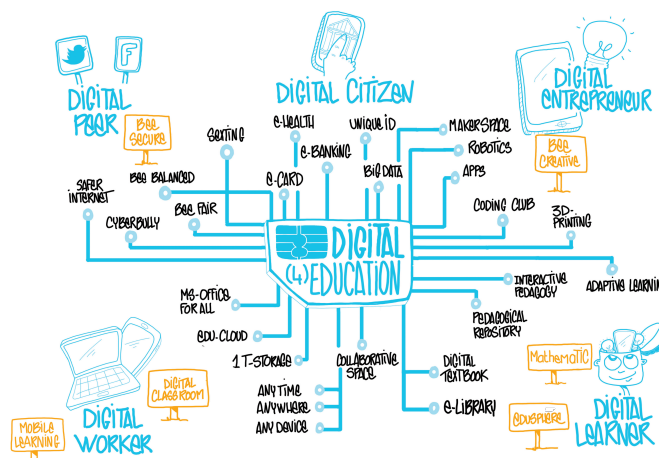 F
DIGITAL
PEER
BEE
SECURE
DIGITAL CITIZEN
DIGITAL
ENTREPRENEUR
BEE
CREATIVE
SEXTING
E-HEALTH
UNIQUE ID
MAKERSPACE
E-BANKING
ROBOTICS
BEE BALANCED
E-CARD
BIG DATA
APPS
SAFER
INTERNET
CYBERBULLY
BEE FAIR
CODING CLUB
3D-
PRINTING
DIGITAL
(4) EDUCATION
MS-OFFICE
FOR ALL
INTERACTIVE
PEDAGOGY
ADAPTIVE LEARNIN
EDU-CLOUD
PEDAGOGICAL
REPOSITORY
1 T-STORAGE
COLLABORATIVE
SPACE
DIGITAL
TEXTBOOK
ANY TIME
ANYWHERE
ANY DEVICE
E-LIBRARY
DIGITAL
CLASSROOM
MOBILE
LEARNING
DIGITAL
WORKER
MATHEMATIC
EDUSPHERE
DIGITAL
LEARNER